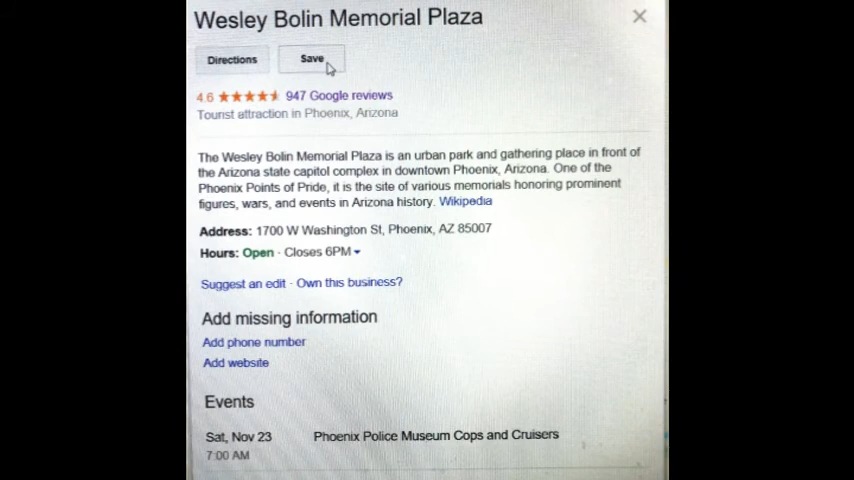 Wesley Bolin Memorial Plaza
Directions Save
4.6 947 Google reviews
Tourist attraction in Phoenix, Arizona
The Wesley Bolin Memorial Plaza is an urban park and gathering place in front of
the Arizona state capitol complex in downtown Phoenix, Arizona. One of the
Phoenix Points of Pride, it is the site of various memorials honoring prominent
figures, wars, and events in Arizona history. Wikipedia
Address: 1700 W Washington St, Phoenix, AZ 85007
Hours: Open · Closes 6PM
Suggest an edit · Own this business?
Add missing information
Add phone number
Add website
Events
Sat, Nov 23 Phoenix Police Museum Cops and Cruisers
7:00 AM